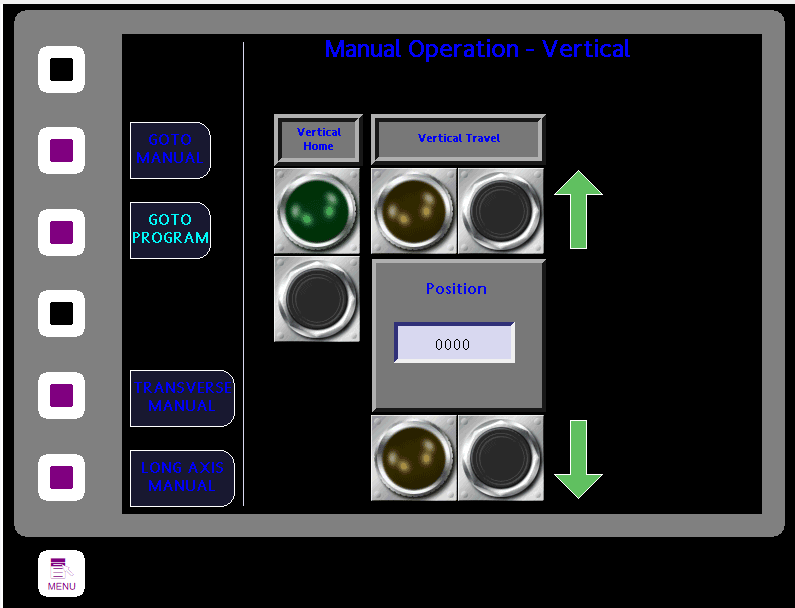 Manual Operation - Vertical
GOTO
MANUAL
GOTO
PROGRAM
TRANSVERSE
MANUAL
LONG AXIS
MANUAL
Vertical
Home
Vertical Travel
Position
0000
MENU